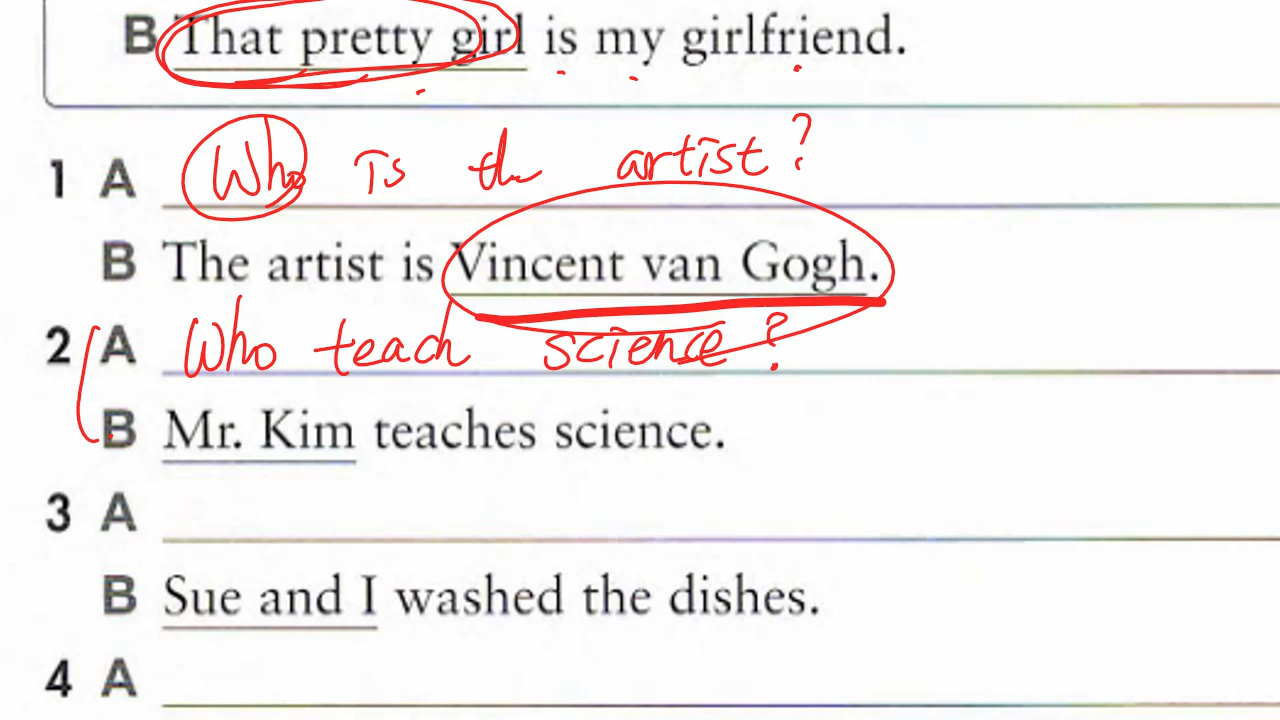 B That pretty girl is my girlfriend.
1 A Who is the artist?
B The artist is Vincent van Gogh.
2 A Who teach science?
B Mr. Kim teaches science.
3 A
B Sue and I washed the dishes.
4 A